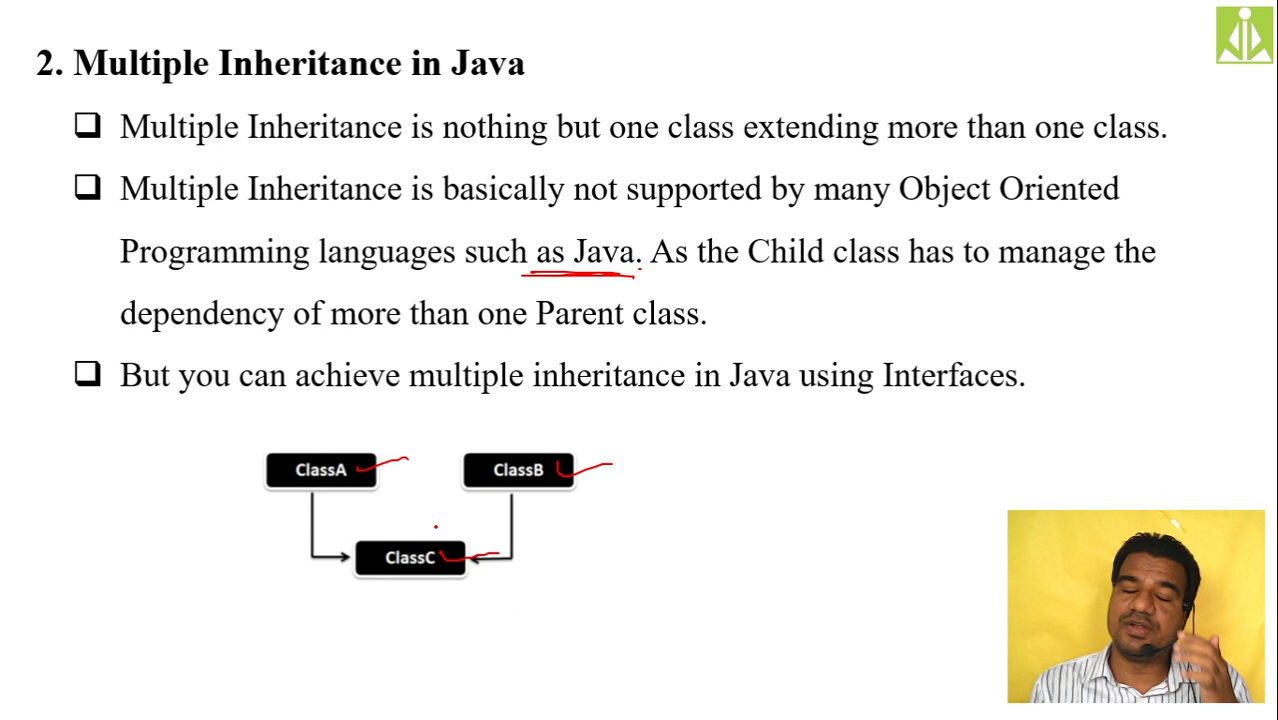 2. Multiple Inheritance in Java
❑ Multiple Inheritance is nothing but one class extending more than one class.
❑ Multiple Inheritance is basically not supported by many Object Oriented
Programming languages such as Java. As the Child class has to manage the
dependency of more than one Parent class.
❑ But you can achieve multiple inheritance in Java using Interfaces.
ClassA
ClassB
ClassC